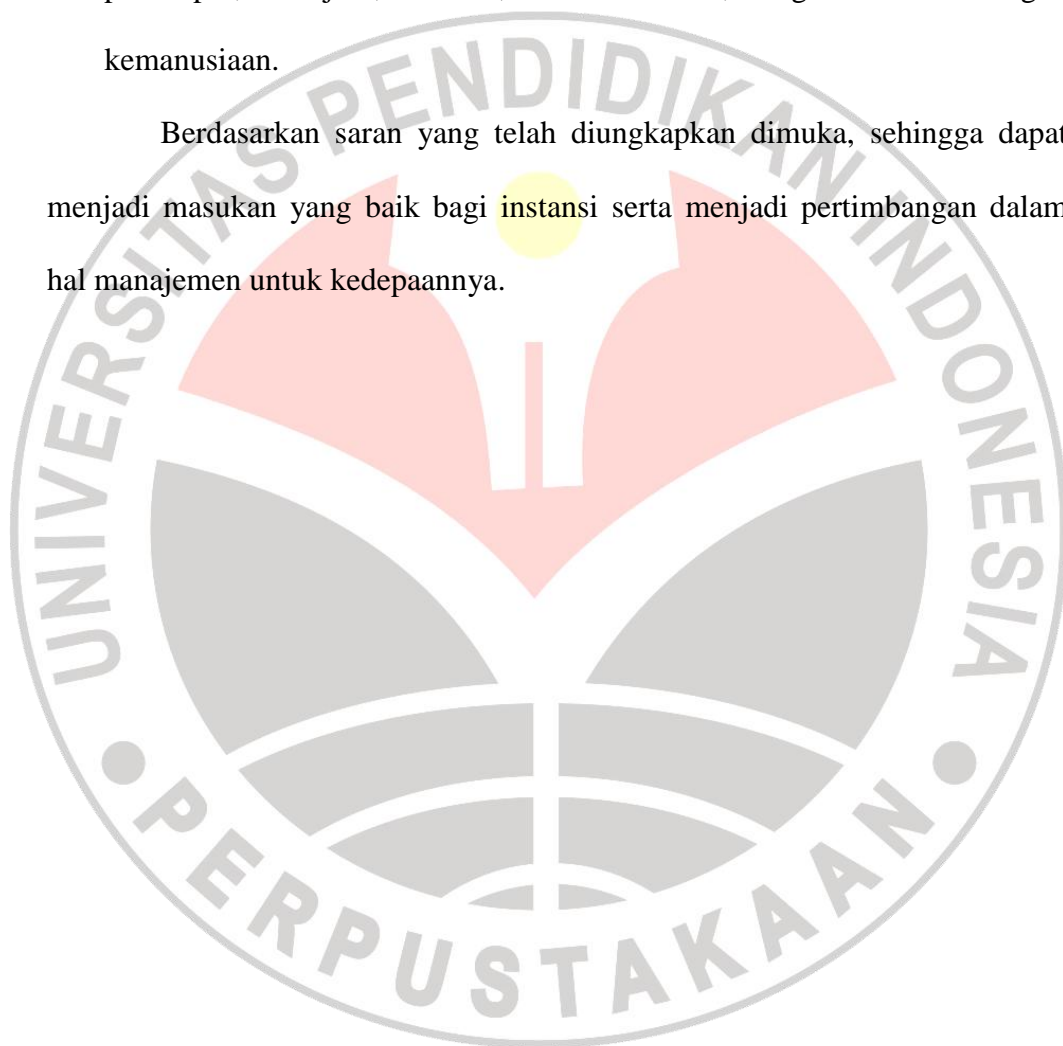 kemanusiaan.
Berdasarkan saran yang telah diungkapkan dimuka, sehingga dapat
menjadi masukan yang baik bagi instansi serta menjadi pertimbangan dalam
hal manajemen untuk kedepaannya.
UNIVERSITAS PENDIDIKAN INDONESIA
PERPUSTAKAAN